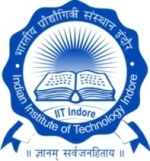 भारतीय प्रौद्योगिकी संस्थान इंदौर
Indian Institute of Technology Indore
IIT Indore
॥ ज्ञानम् सर्वजनहिताय ॥